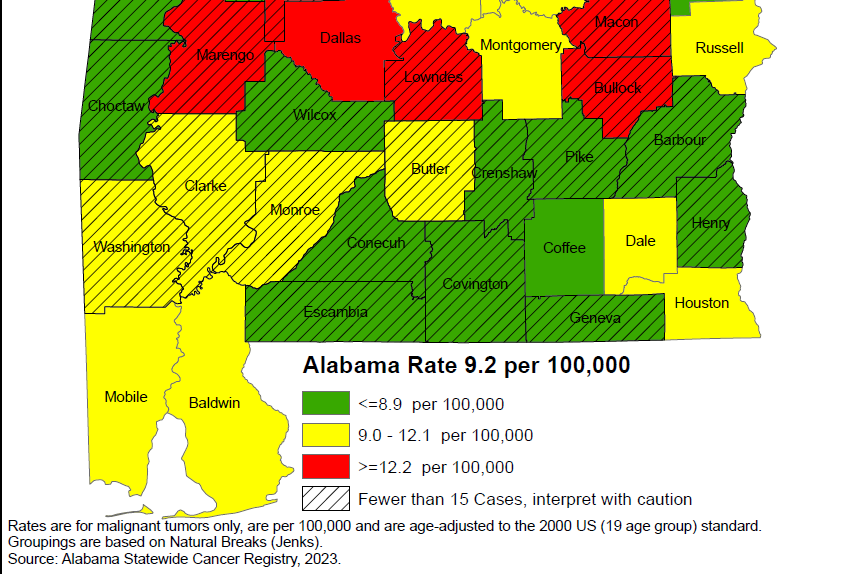 Macon
Dallas
Montgomery
Russell
Marengo
Lowndes
Bullock
Choctaw
Wilcox
Barbour
Pike
Butler
Crenshaw
Clarke
Monroe
Henry
Conecuh
Coffee
Dale
Washington
Covington
Houston
Escambia
Geneva
Alabama Rate 9.2 per 100,000
Mobile
Baldwin
<=8.9 per 100,000
9.0 - 12.1 per 100,000
>=12.2 per 100,000
Fewer than 15 Cases, interpret with caution
Rates are for malignant tumors only, are per 100,000 and are age-adjusted to the 2000 US (19 age group) standard.
Groupings are based on Natural Breaks (Jenks).
Source: Alabama Statewide Cancer Registry, 2023.